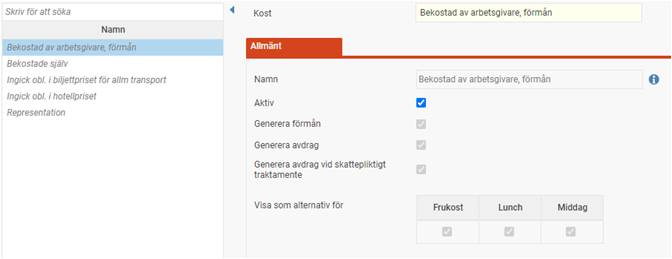 Skriv för att söka
Namn
Bekostad av arbetsgivare, förmån
Bekostade själv
Ingick obl. i biljettpriset för allm transport
Ingick obl. i hotellpriset
Representation
Kost
Bekostad av arbetsgivare, förmån
Allmänt
Namn
Bekostad av arbetsgivare, förmån
Aktiv
Generera förmån
Generera avdrag
Generera avdrag vid skattepliktigt
traktamente
Visa som alternativ för
Frukost Lunch Middag